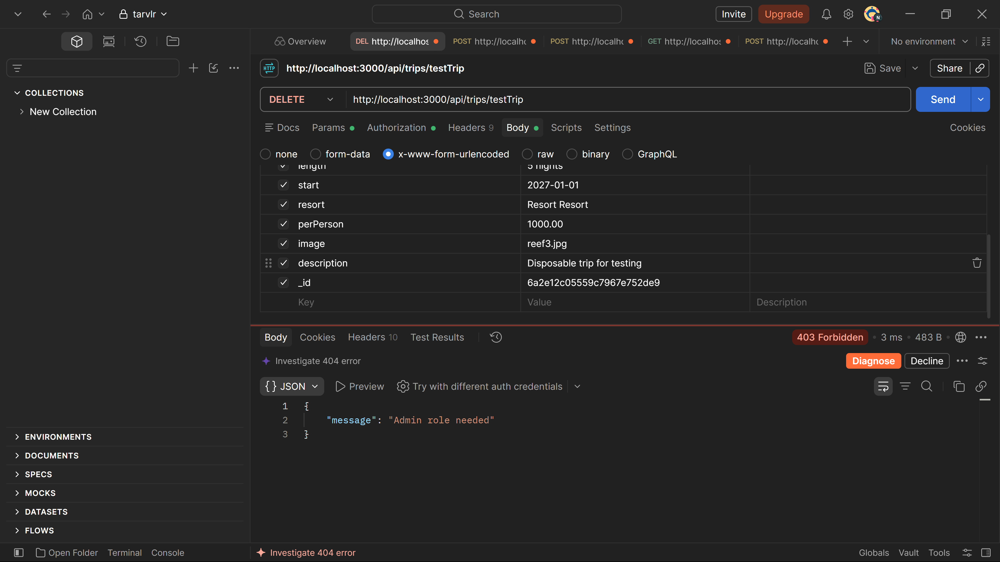 tarvlr
Search
Invite
Upgrade
N
Overview
DEL http://localhos
POST http://localhc
POST http://localhc
GET http://localhos
POST http://localhc
No environment
HTTP http://localhost:3000/api/trips/testTrip
Save
Share
COLLECTIONS
New Collection
DELETE
http://localhost:3000/api/trips/testTrip
Send
Docs
Params
Authorization
Headers 9
Body
Scripts
Settings
Cookies
none
form-data
x-www-form-urlencoded
raw
binary
GraphQL
length 5 nights
start 2027-01-01
resort Resort Resort
perPerson 1000.00
image reef3.jpg
description Disposable trip for testing
_id 6a2e12c05559c7967e752de9
Key Value Description
Body
Cookies
Headers 10
Test Results
403 Forbidden
3 ms
483 B
Investigate 404 error
Diagnose
Decline
{} JSON
Preview
Try with different auth credentials
1 {
2 "message": "Admin role needed"
3 }
ENVIRONMENTS
DOCUMENTS
SPECS
MOCKS
DATASETS
FLOWS
Open Folder
Terminal
Console
Investigate 404 error
Globals
Vault
Tools